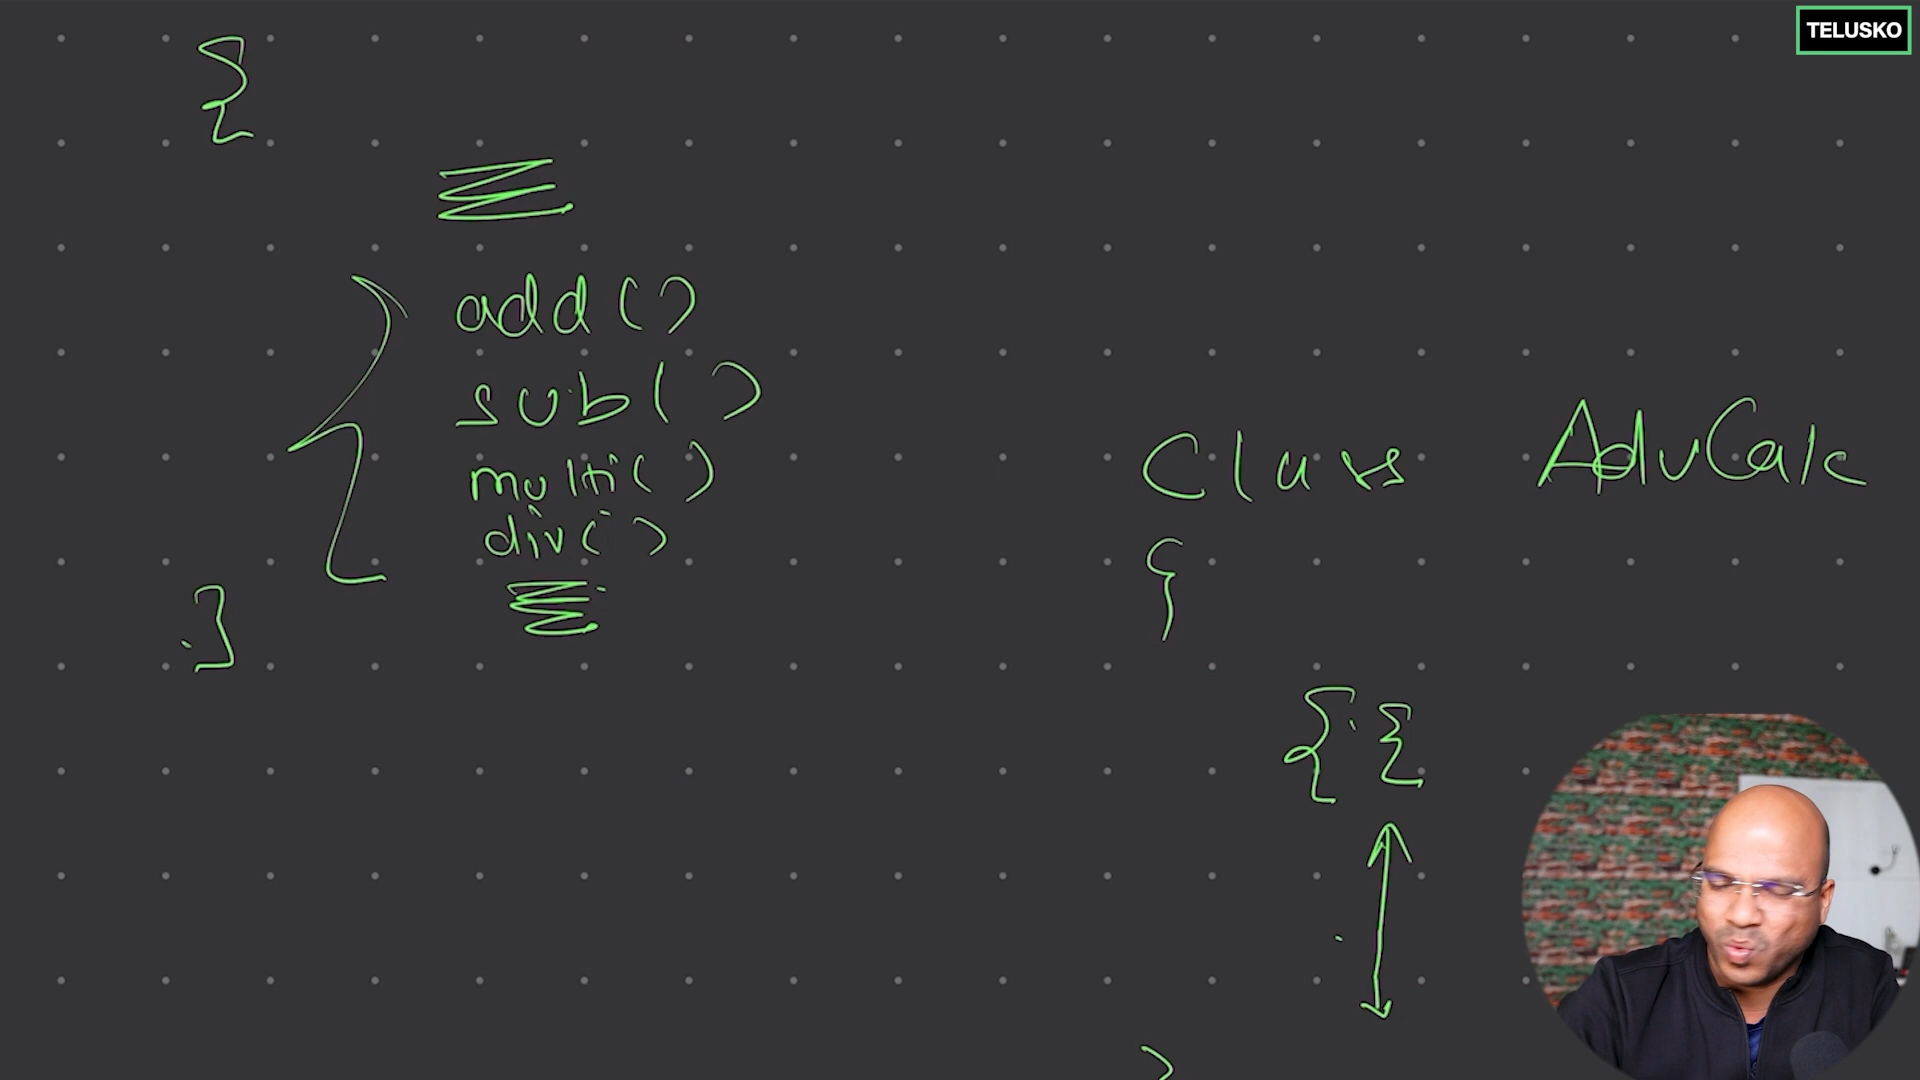 TELUSKO
{
add()
sub()
multi()
div()
}
Class AdvCalc
{
{ {
}